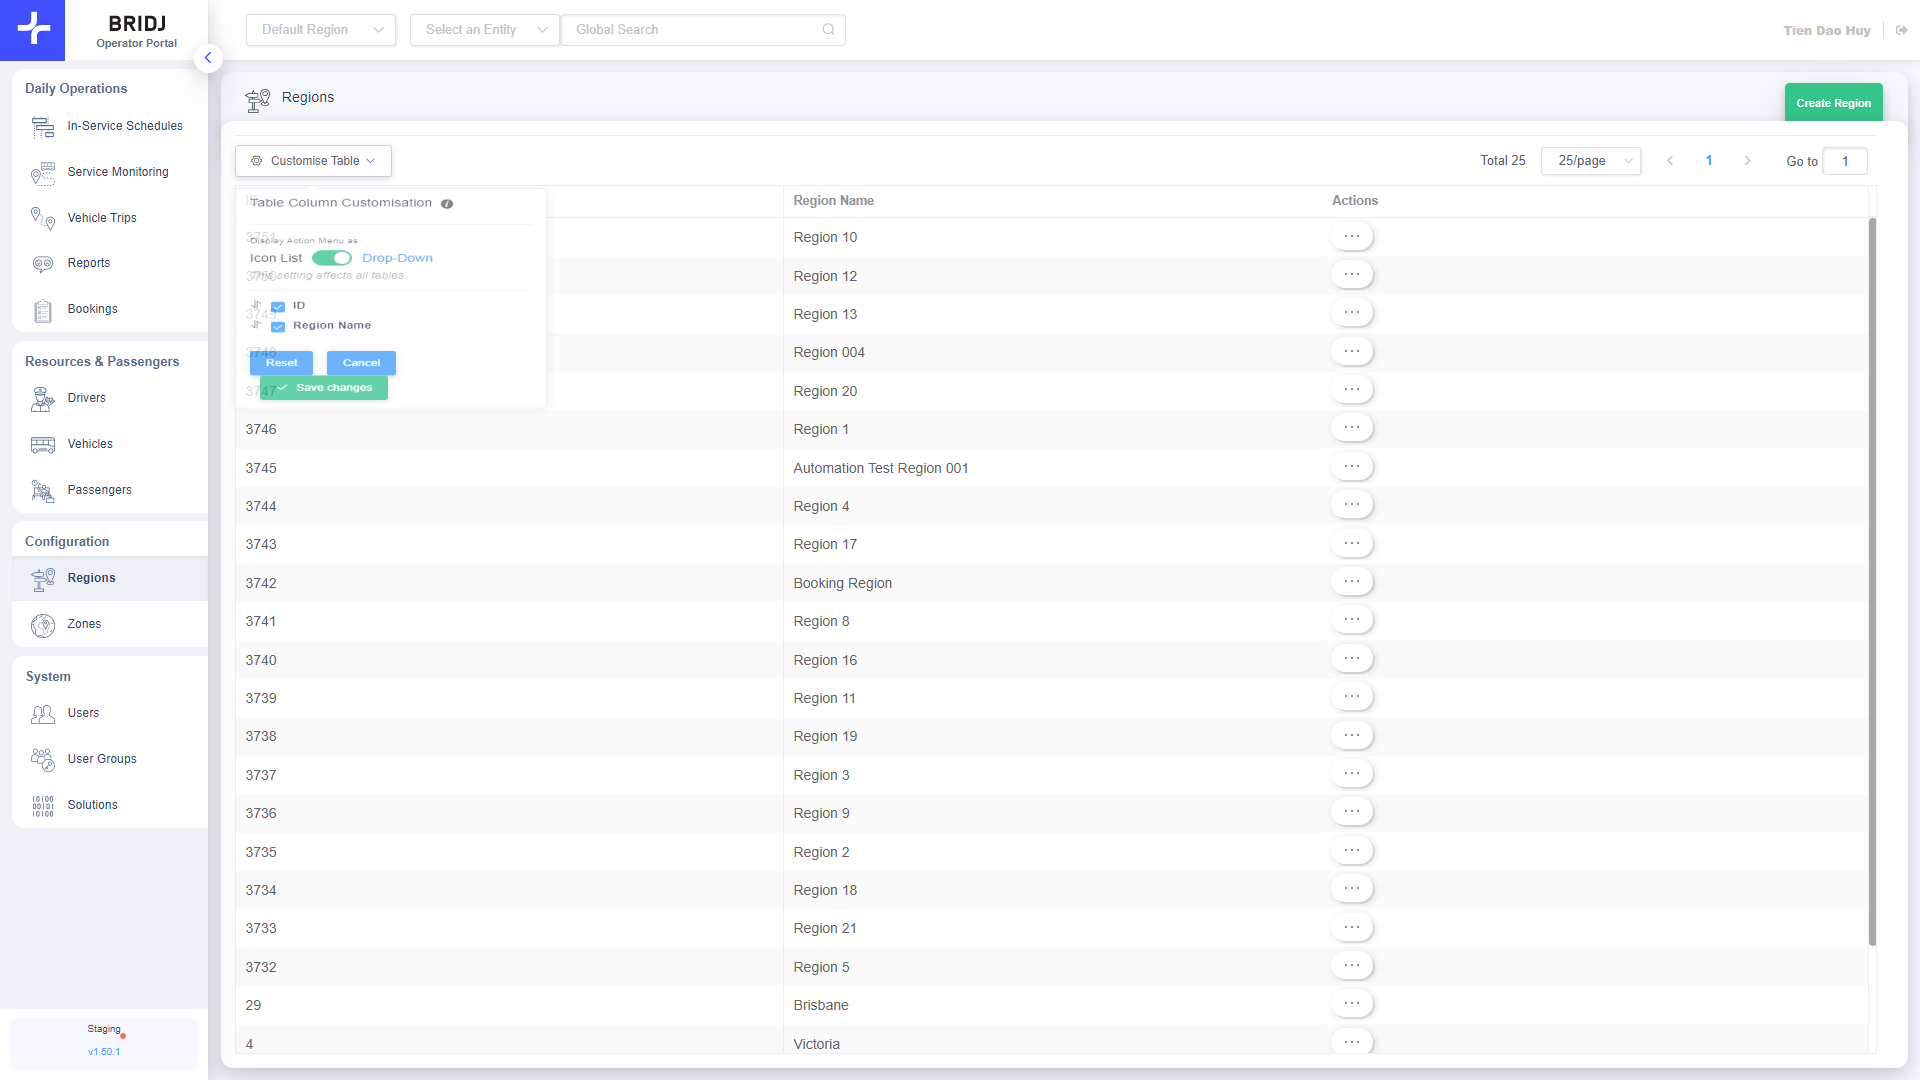 BRIDJ
Operator Portal
Default Region
Select an Entity
Global Search
Tien Dao Huy
Daily Operations
In-Service Schedules
Service Monitoring
Vehicle Trips
Reports
Bookings
Resources & Passengers
Drivers
Vehicles
Passengers
Configuration
Regions
Zones
System
Users
User Groups
Solutions
Staging
v1.50.1
Regions
Create Region
Customise Table
Total 25
25/page
1
Go to
1
Table Column Customisation
Display Action Menu as
Icon List
Drop-Down
This setting affects all tables.
ID
Region Name
Reset
Cancel
Save changes
ID Region Name Actions
3751 Region 10
3750 Region 12
3749 Region 13
3748 Region 004
3747 Region 20
3746 Region 1
3745 Automation Test Region 001
3744 Region 4
3743 Region 17
3742 Booking Region
3741 Region 8
3740 Region 16
3739 Region 11
3738 Region 19
3737 Region 3
3736 Region 9
3735 Region 2
3734 Region 18
3733 Region 21
3732 Region 5
29 Brisbane
4 Victoria